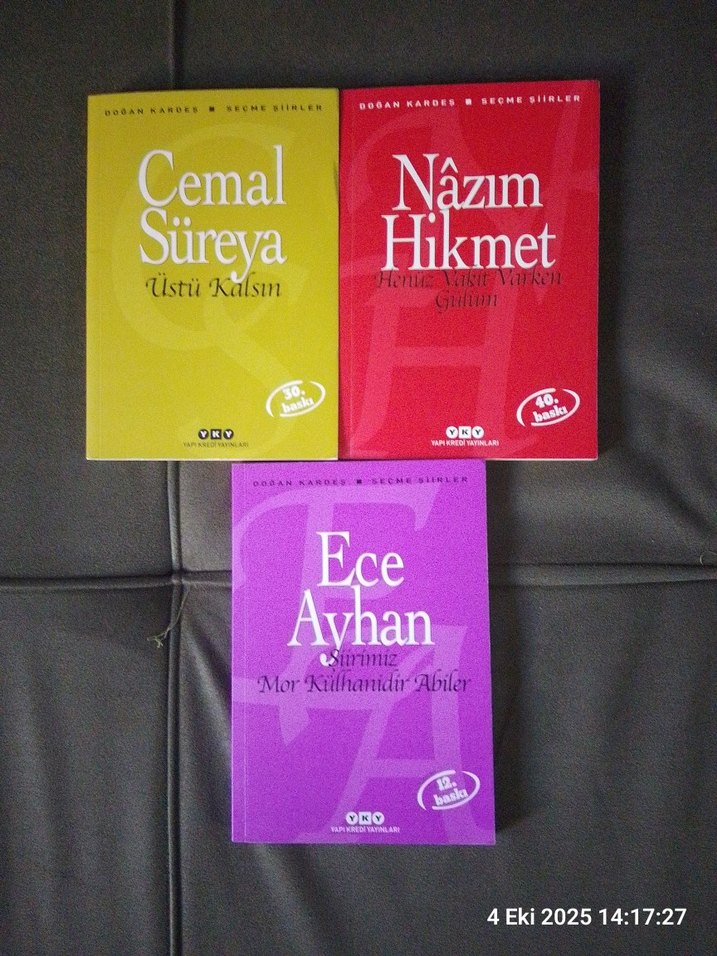 DOĞAN KARDEŞ ■ SEÇME ŞİİRLER
Cemal
Süreya
Üstü Kalsın
30.
baskı
YKY
YAPI KREDİ YAYINLARI
DOĞAN KARDEŞ ■ SEÇME ŞİİRLER
Nâzım
Hikmet
Henüz Vakit Varken
Gülüm
40.
baskı
YKY
YAPI KREDİ YAYINLARI
DOĞAN KARDEŞ ■ SEÇME ŞİİRLER
Ece
Ayhan
Şiirimiz
Mor Külhanidir Abiler
12.
baskı
YKY
YAPI KREDİ YAYINLARI
4 Eki 2025 14:17:27